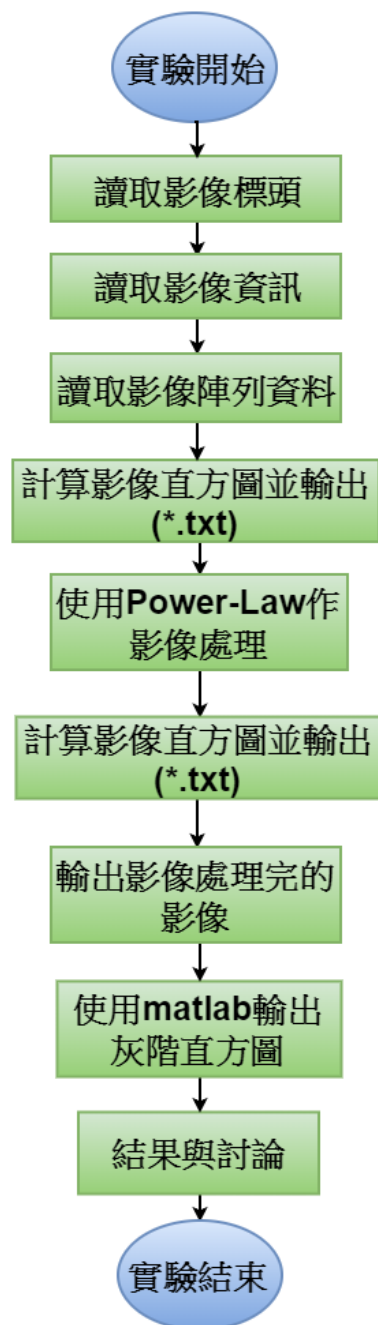 實驗開始
讀取影像標頭
讀取影像資訊
讀取影像陣列資料
計算影像直方圖並輸出
(*.txt)
使用Power-Law作
影像處理
計算影像直方圖並輸出
(*.txt)
輸出影像處理完的
影像
使用matlab輸出
灰階直方圖
結果與討論
實驗結束